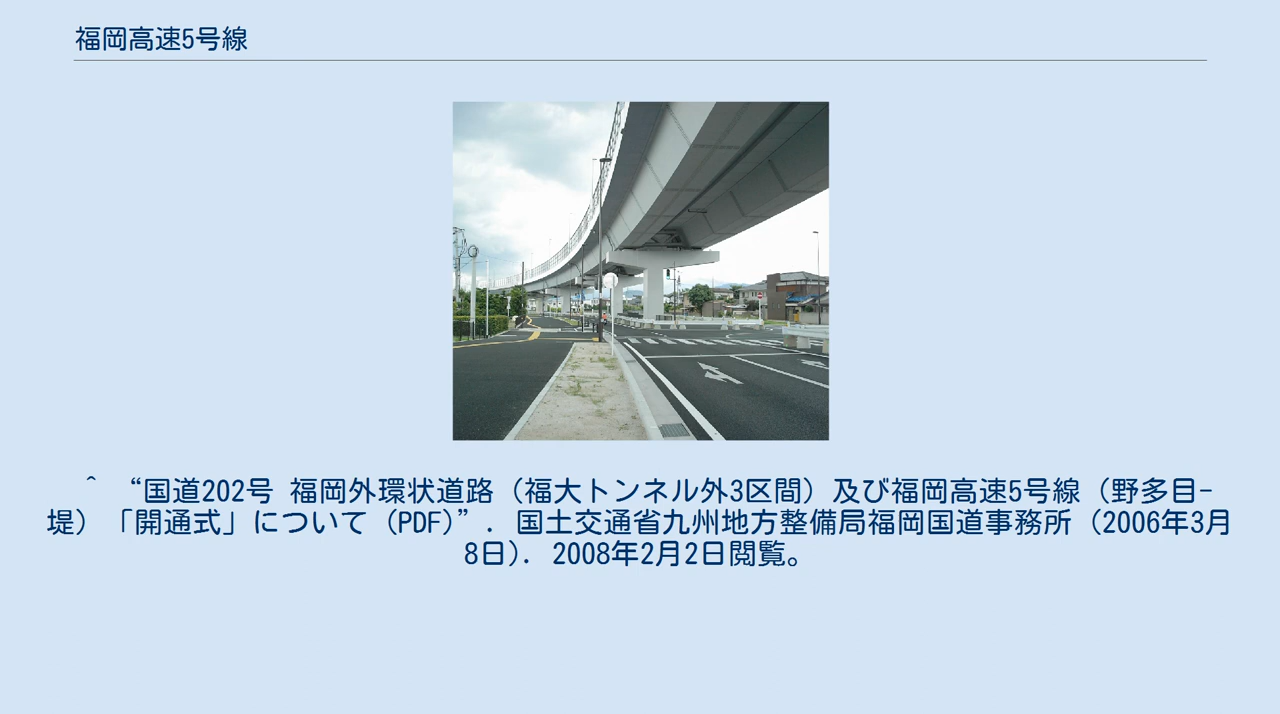 福岡高速5号線
^ “国道202号 福岡外環状道路（福大トンネル外3区間）及び福岡高速5号線（野多目-
堤）「開通式」について（PDF）”. 国土交通省九州地方整備局福岡国道事務所（2006年3月
8日）. 2008年2月2日閲覧。